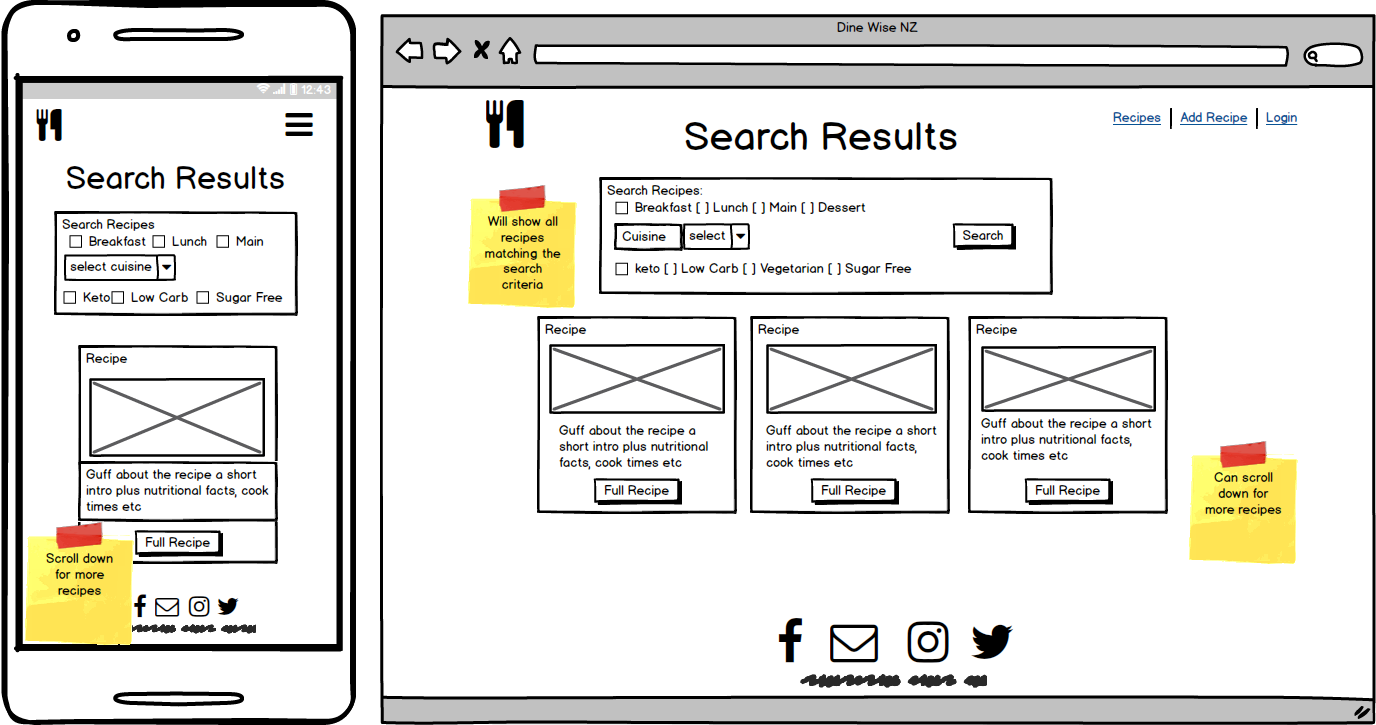 12:43
Search Results
Search Recipes
Breakfast Lunch Main
select cuisine
Keto Low Carb Sugar Free
Recipe
Guff about the recipe a short
intro plus nutritional facts, cook
times etc
Full Recipe
Scroll down
for more
recipes
Dine Wise NZ
Recipes Add Recipe Login
Search Results
Will show all
recipes
matching the
search
criteria
Search Recipes:
Breakfast [ ] Lunch [ ] Main [ ] Dessert
Cuisine select Search
keto [ ] Low Carb [ ] Vegetarian [ ] Sugar Free
Recipe
Guff about the recipe a
short intro plus nutritional
facts, cook times etc
Full Recipe
Recipe
Guff about the recipe a short
intro plus nutritional facts,
cook times etc
Full Recipe
Recipe
Guff about the recipe a short
intro plus nutritional facts,
cook times etc
Full Recipe
Can scroll
down for
more recipes